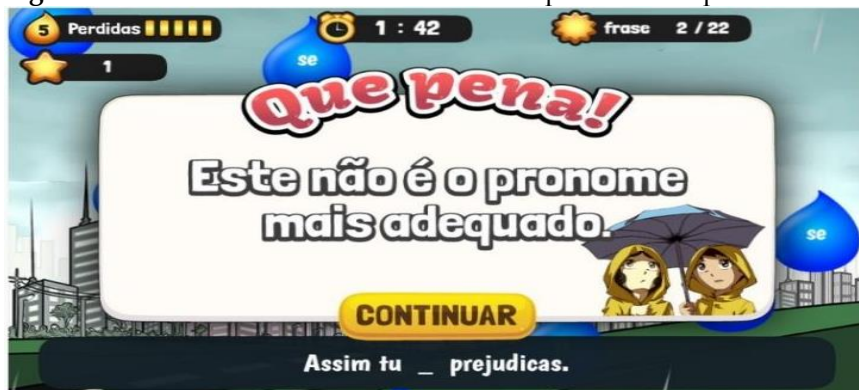 5 Perdidas 1 : 42 frase 2 / 22
1
se
Que pena!
Este não é o pronome
mais adequado.
se
CONTINUAR
Assim tu _ prejudicas.